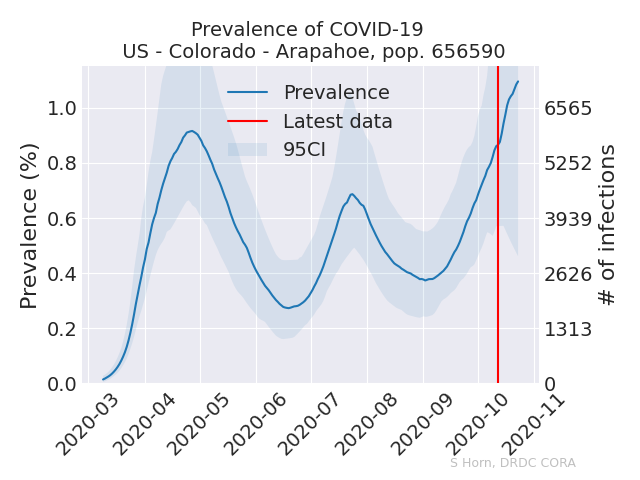 Prevalence of COVID-19
US - Colorado - Arapahoe, pop. 656590
Prevalence
Latest data
95CI
Prevalence (%)
1.0
0.8
0.6
0.4
0.2
0.0
6565
5252
3939
2626
1313
0
# of infections
2020-03
2020-04
2020-05
2020-06
2020-07
2020-08
2020-09
2020-10
2020-11
S Horn, DRDC CORA